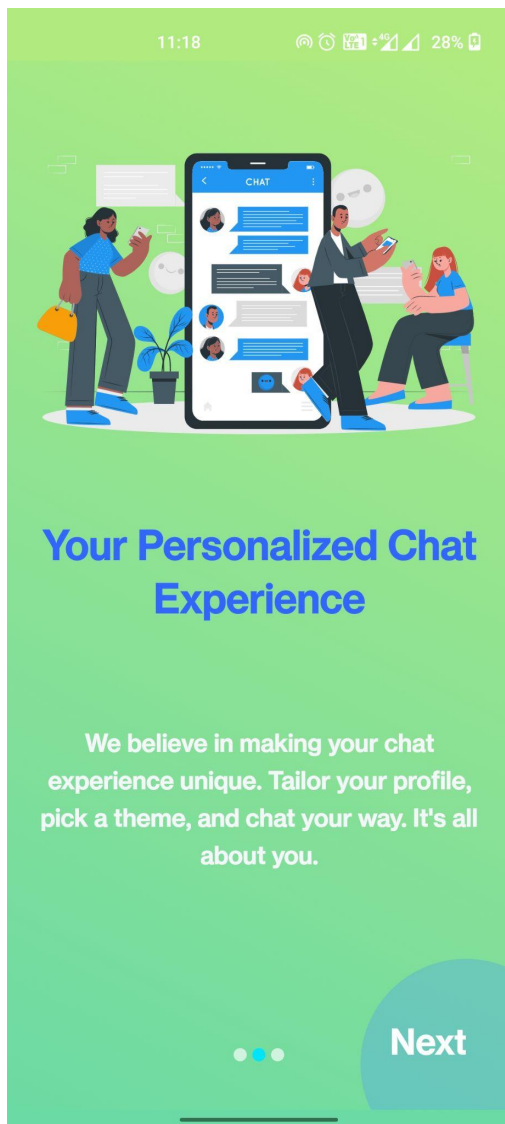 11:18
4G
28%
CHAT
Your Personalized Chat
Experience
We believe in making your chat
experience unique. Tailor your profile,
pick a theme, and chat your way. It's all
about you.
Next